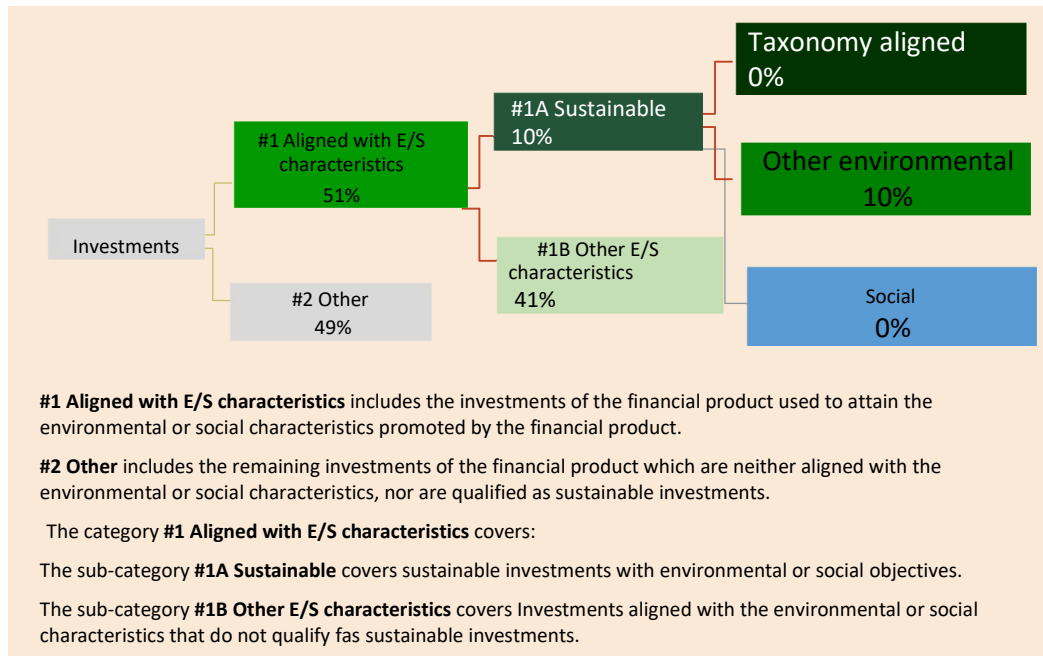 Taxonomy aligned
0%
#1A Sustainable
10%
#1 Aligned with E/S
characteristics
51%
Other environmental
10%
Investments
#1B Other E/S
characteristics
41%
#2 Other
49%
Social
0%
#1 Aligned with E/S characteristics includes the investments of the financial product used to attain the
environmental or social characteristics promoted by the financial product.
#2 Other includes the remaining investments of the financial product which are neither aligned with the
environmental or social characteristics, nor are qualified as sustainable investments.
The category #1 Aligned with E/S characteristics covers:
The sub-category #1A Sustainable covers sustainable investments with environmental or social objectives.
The sub-category #1B Other E/S characteristics covers Investments aligned with the environmental or social
characteristics that do not qualify fas sustainable investments.